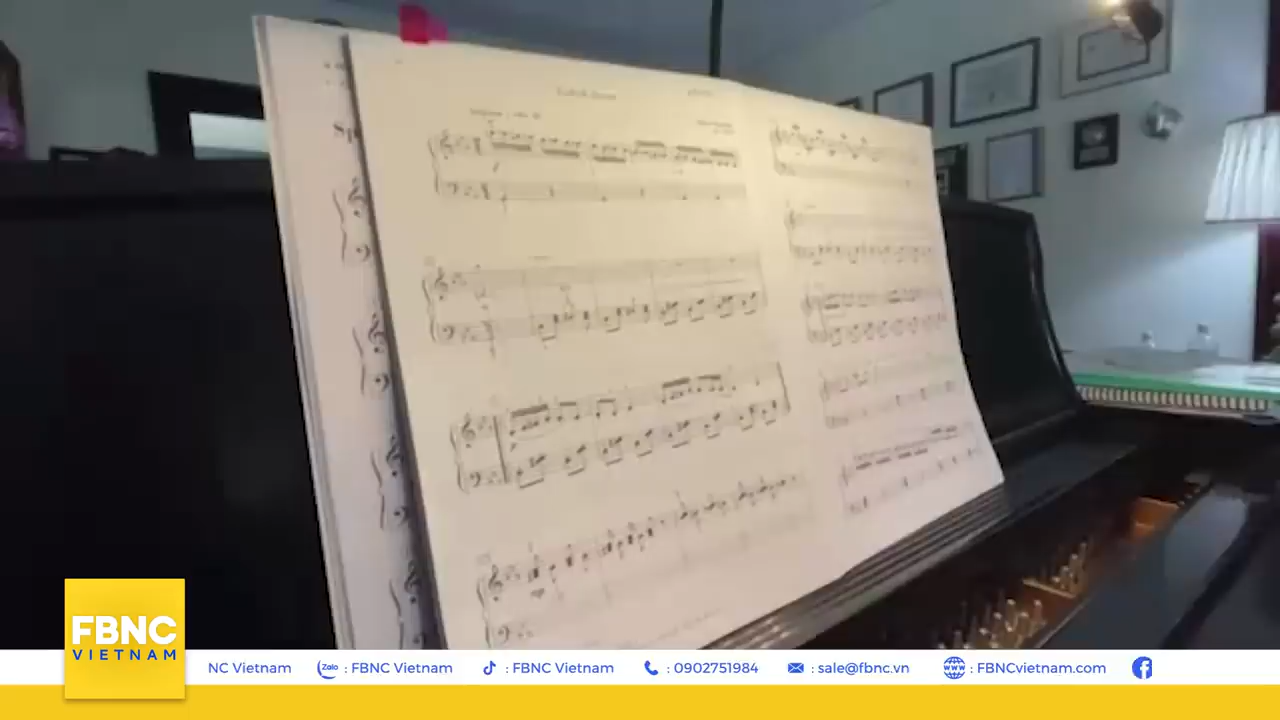 FBNC
VIETNAM
NC Vietnam Zalo : FBNC Vietnam : FBNC Vietnam : 0902751984 : sale@fbnc.vn www : FBNCvietnam.com